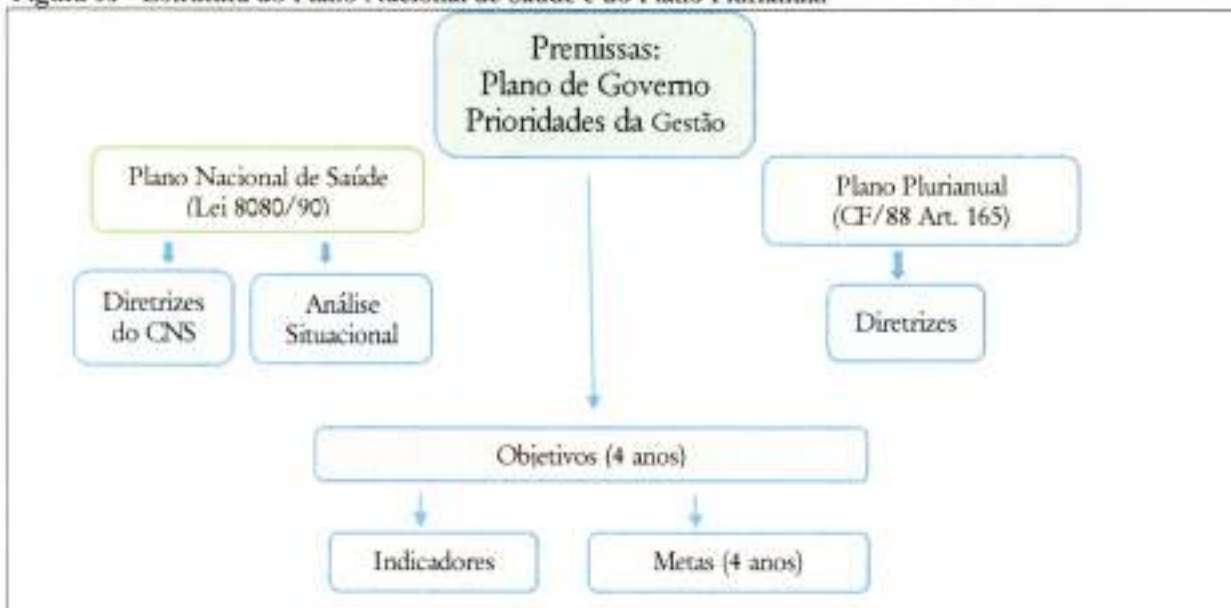 Premissas:
Plano de Governo
Prioridades da Gestão
Plano Nacional de Saúde
(Lei 8080/90)
Plano Plurianual
(CF/88 Art. 165)
Diretrizes
do CNS
Análise
Situacional
Diretrizes
Objetivos (4 anos)
Indicadores
Metas (4 anos)